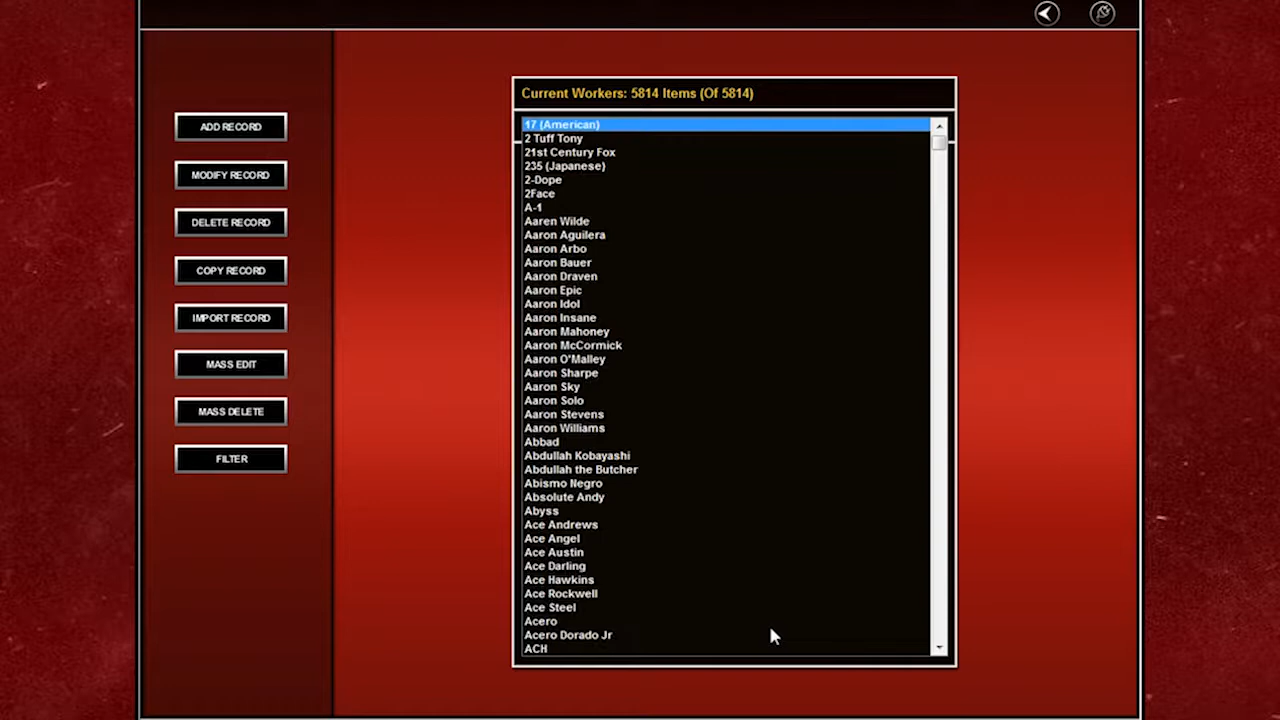 ADD RECORD
MODIFY RECORD
DELETE RECORD
COPY RECORD
IMPORT RECORD
MASS EDIT
MASS DELETE
FILTER
Current Workers: 5814 Items (Of 5814)
17 (American)
2 Tuff Tony
21st Century Fox
235 (Japanese)
2-Dope
2Face
A-1
Aaren Wilde
Aaron Aguilera
Aaron Arbo
Aaron Bauer
Aaron Draven
Aaron Epic
Aaron Idol
Aaron Insane
Aaron Mahoney
Aaron McCormick
Aaron O'Malley
Aaron Sharpe
Aaron Sky
Aaron Solo
Aaron Stevens
Aaron Williams
Abbad
Abdullah Kobayashi
Abdullah the Butcher
Abismo Negro
Absolute Andy
Abyss
Ace Andrews
Ace Angel
Ace Austin
Ace Darling
Ace Hawkins
Ace Rockwell
Ace Steel
Acero
Acero Dorado Jr
ACH